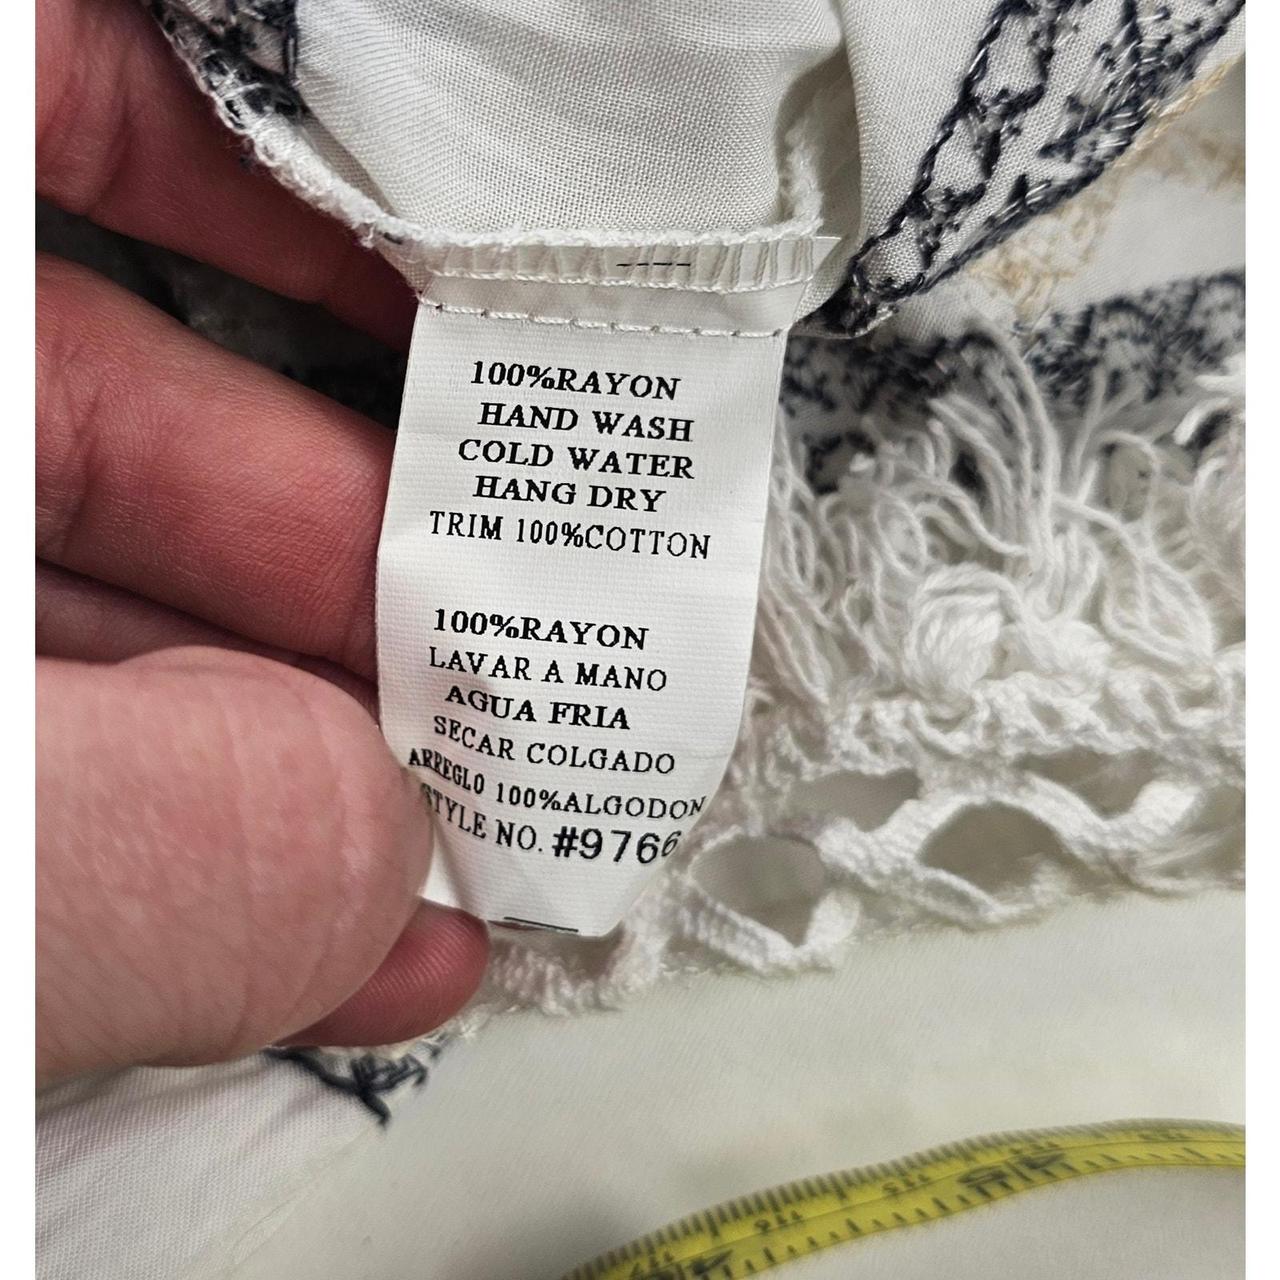 100%RAYON
HAND WASH
COLD WATER
HANG DRY
TRIM 100%COTTON
100%RAYON
LAVAR A MANO
AGUA FRIA
SECAR COLGADO
ARREGLO 100%ALGODON
STYLE NO. #9766